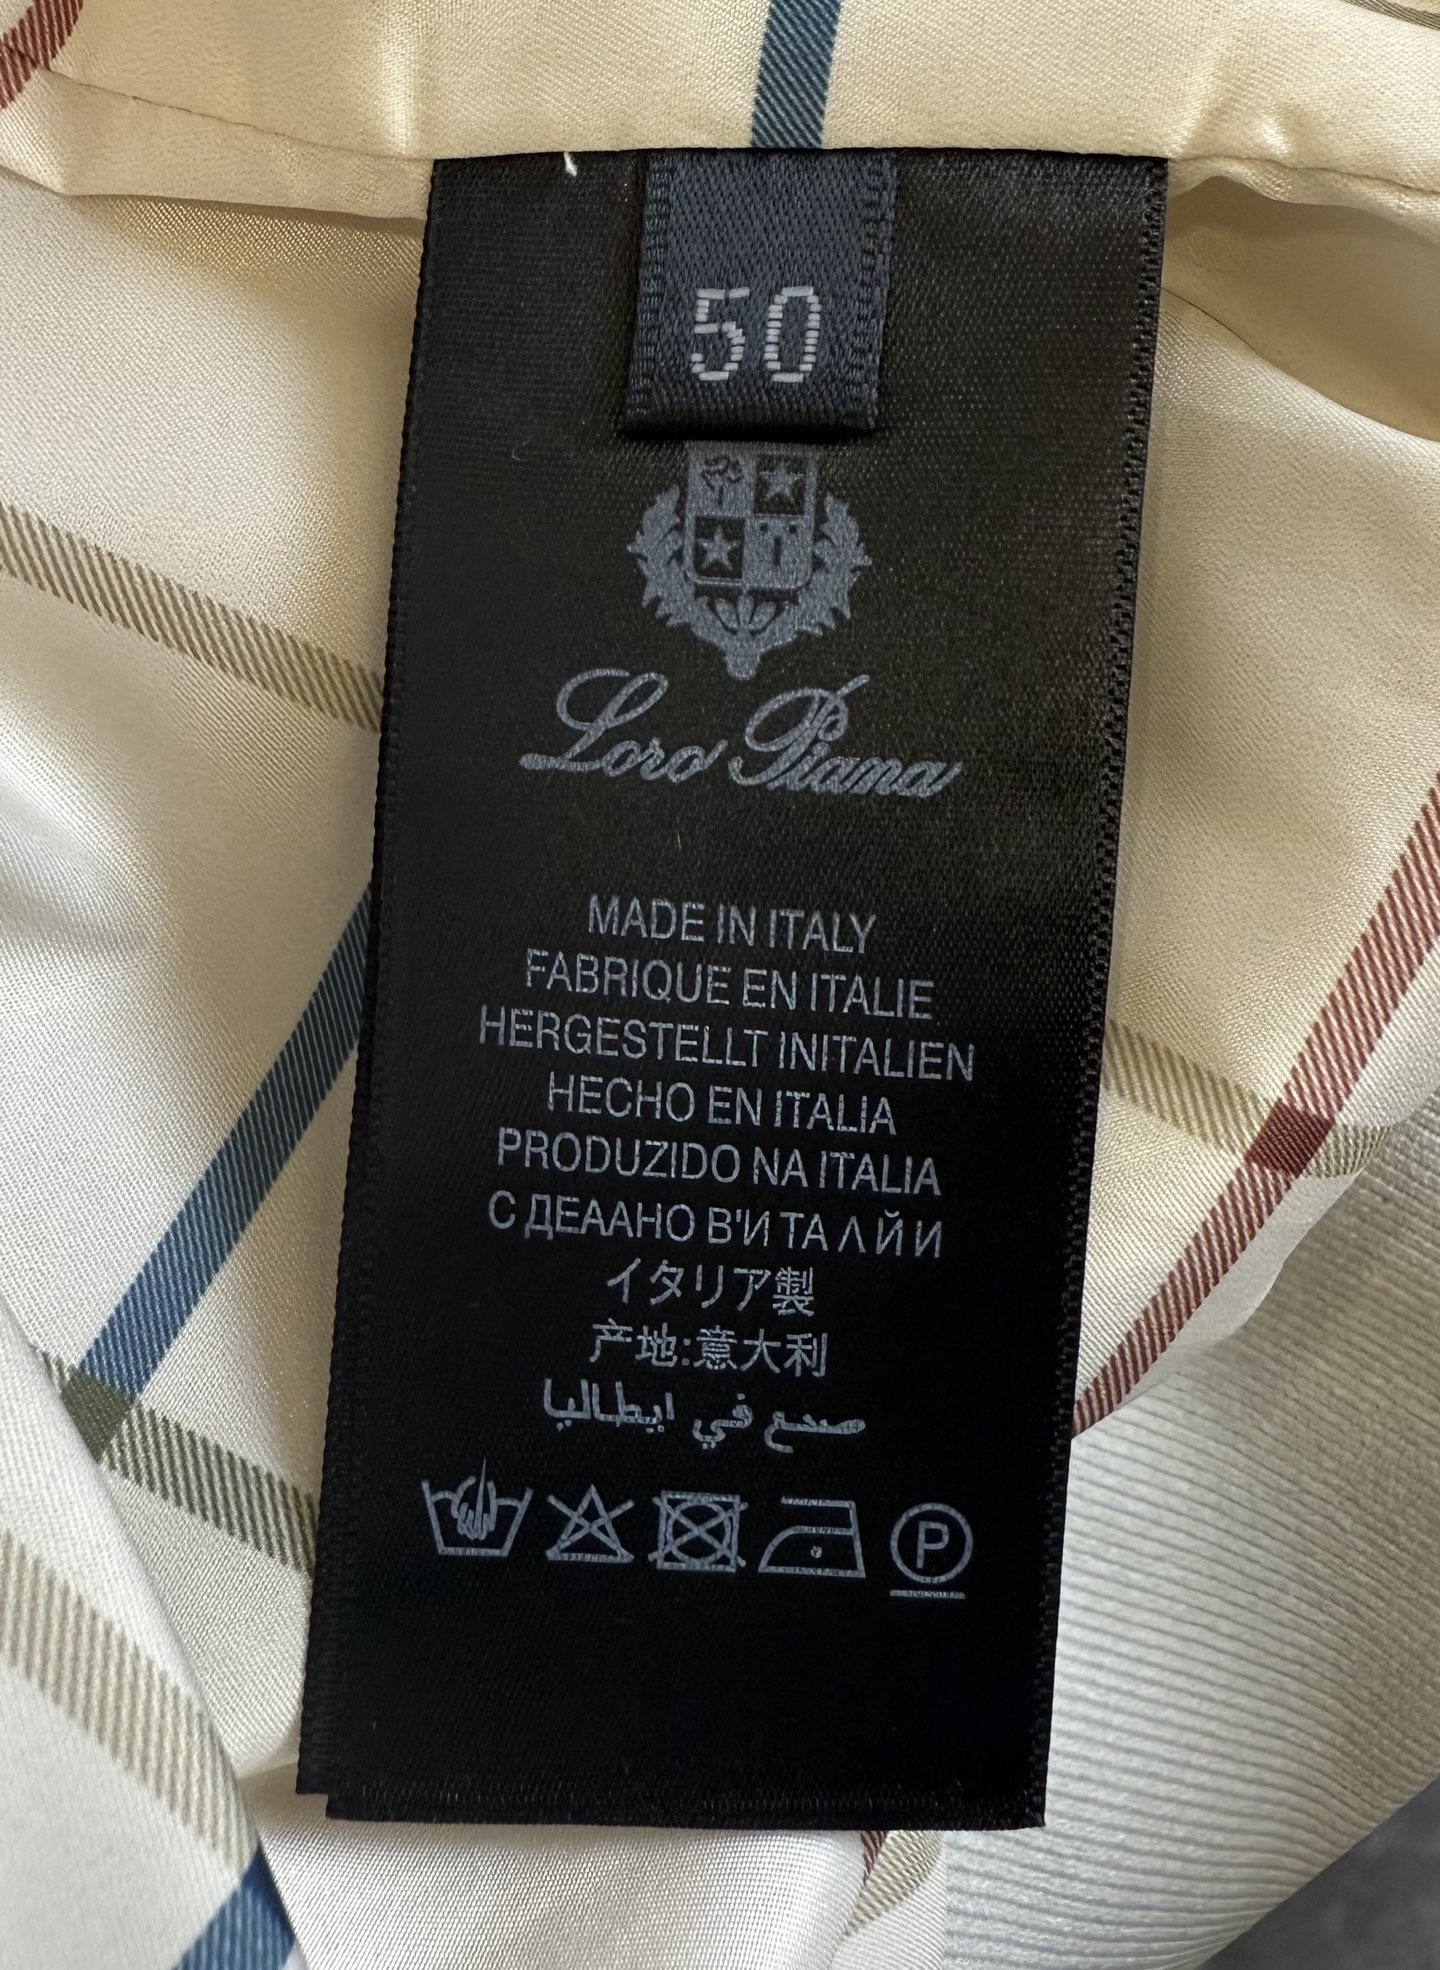 50
Loro Piana
MADE IN ITALY
FABRIQUE EN ITALIE
HERGESTELLT INITALIEN
HECHO EN ITALIA
PRODUZIDO NA ITALIA
С ДЕААНО В'И ТАЛЙИ
イタリア製
产地:意大利
صنع في ايطاليا
P